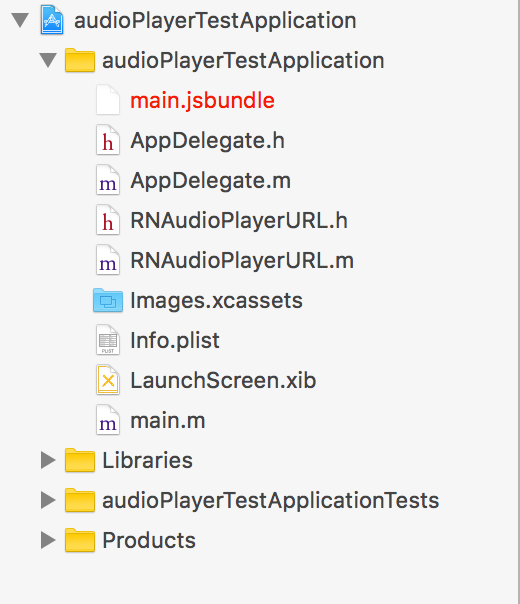 audioPlayerTestApplication
audioPlayerTestApplication
main.jsbundle
h AppDelegate.h
m AppDelegate.m
h RNAudioPlayerURL.h
m RNAudioPlayerURL.m
Images.xcassets
PLIST Info.plist
LaunchScreen.xib
m main.m
Libraries
audioPlayerTestApplicationTests
Products